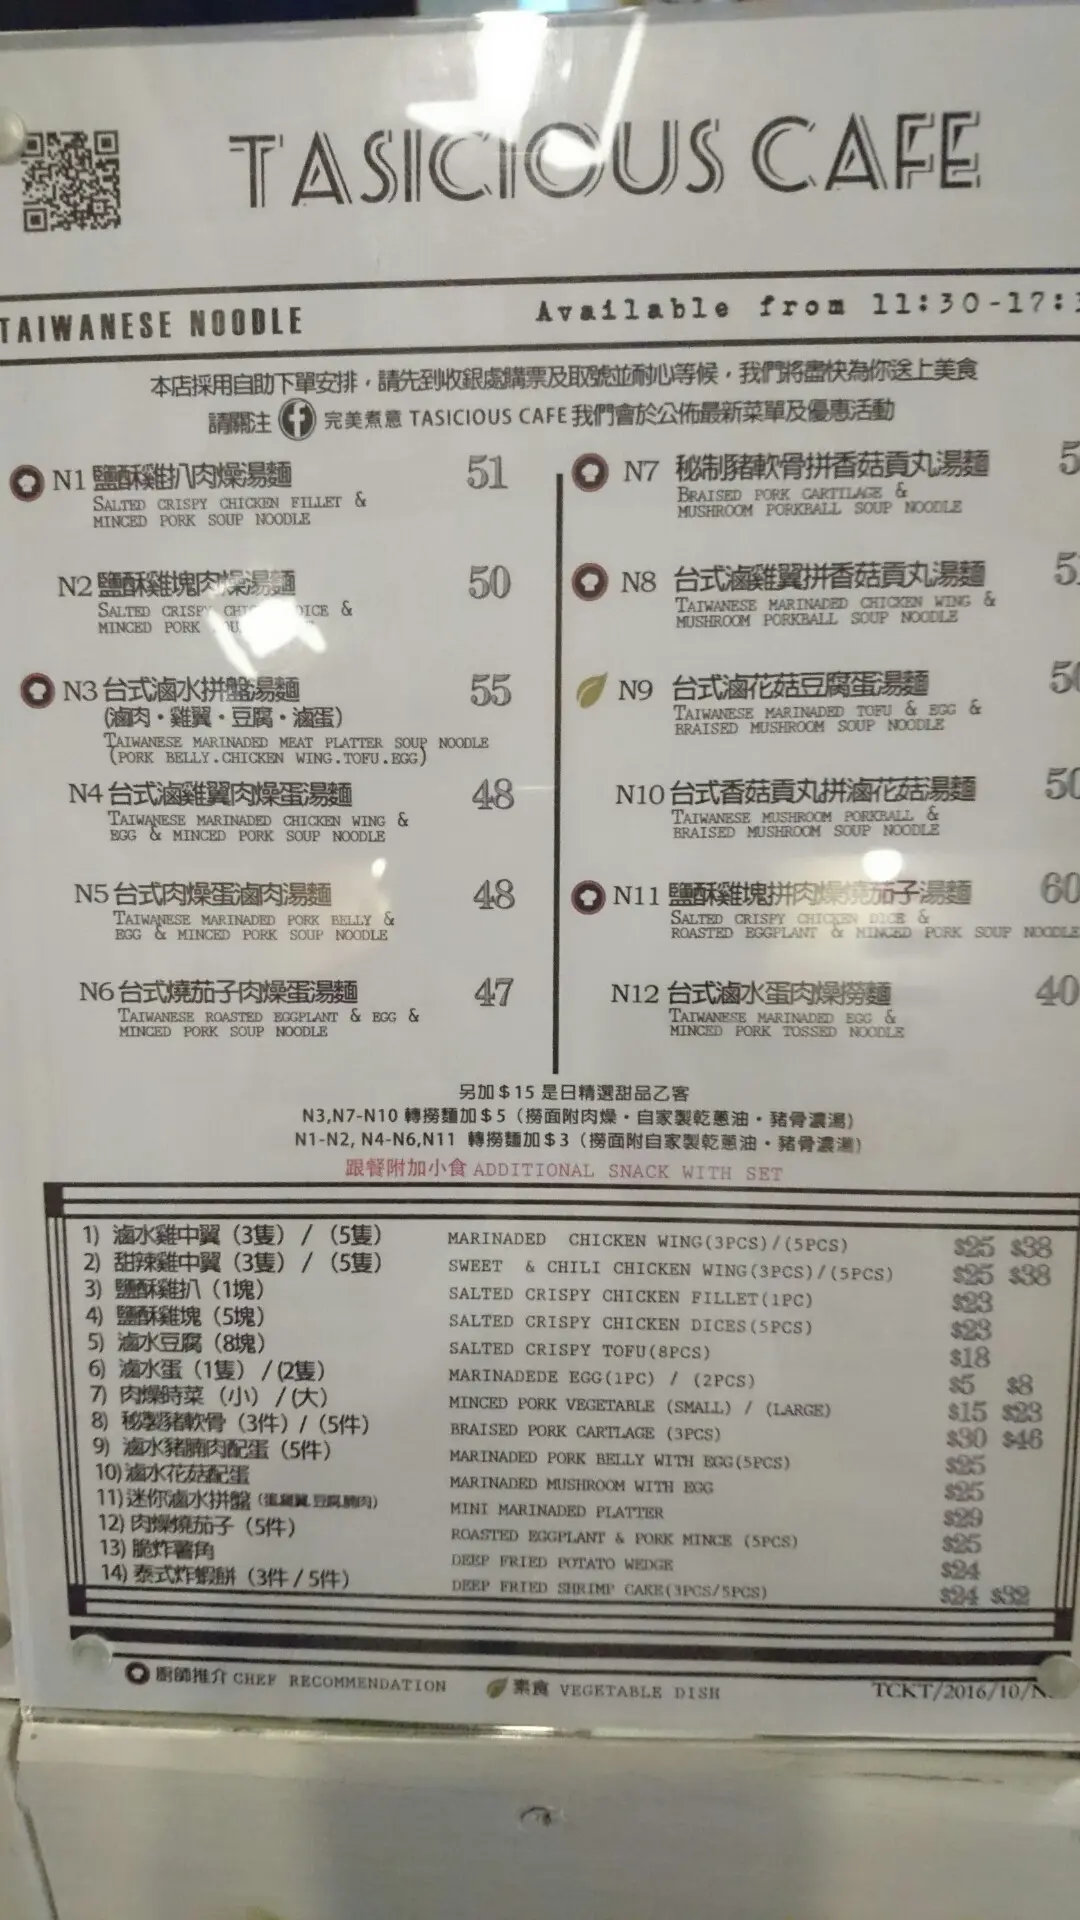 TASICIOUS CAFE
TAIWANESE NOODLE
Available from 11:30-17:
本店採用自助下單安排，請先到收銀處購票及取號並耐心等候，我們將盡快為你送上美食
請關注 f 完美煮意 TASICIOUS CAFE 我們會於公佈最新菜單及優惠活動
N1 鹽酥雞扒肉燥湯麵 51
SALTED CRISPY CHICKEN FILLET &
MINCED PORK SOUP NOODLE
N2 鹽酥雞塊肉燥湯麵 50
SALTED CRISPY DICE &
MINCED PORK
N3 台式滷水拼盤湯麵 55
(滷肉・雞翼・豆腐・滷蛋)
TAIWANESE MARINADED MEAT PLATTER SOUP NOODLE
(PORK BELLY.CHICKEN WING.TOFU.EGG)
N4 台式滷雞翼肉燥蛋湯麵 48
TAIWANESE MARINADED CHICKEN WING &
EGG & MINCED PORK SOUP NOODLE
N5 台式肉燥蛋滷肉湯麵 48
TAIWANESE MARINADED PORK BELLY &
EGG & MINCED PORK SOUP NOODLE
N6 台式燒茄子肉燥蛋湯麵 47
TAIWANESE ROASTED EGGPLANT & EGG &
MINCED PORK SOUP NOODLE
N7 秘制豬軟骨拼香菇貢丸湯麵 5
BRAISED PORK CARTILAGE &
MUSHROOM PORKBALL SOUP NOODLE
N8 台式滷雞翼拼香菇貢丸湯麵 5
TAIWANESE MARINADED CHICKEN WING &
MUSHROOM PORKBALL SOUP NOODLE
N9 台式滷花菇豆腐蛋湯麵 50
TAIWANESE MARINADED TOFU & EGG &
BRAISED MUSHROOM SOUP NOODLE
N10 台式香菇貢丸拼滷花菇湯麵 50
TAIWANESE MUSHROOM PORKBALL &
BRAISED MUSHROOM SOUP NOODLE
N11 鹽酥雞塊拼肉燥燒茄子湯麵 60
SALTED CRISPY CHICKEN DICE &
ROASTED EGGPLANT & MINCED PORK SOUP NOODLE
N12 台式滷水蛋肉燥撈麵 40
TAIWANESE MARINADED EGG &
MINCED PORK TOSSED NOODLE
另加＄15 是日精選甜品乙客
N3,N7-N10 轉撈麵加＄5（撈面附肉燥・自家製乾蔥油・豬骨濃湯）
N1-N2, N4-N6,N11 轉撈麵加＄3（撈面附自家製乾蔥油・豬骨濃湯）
跟餐附加小食 ADDITIONAL SNACK WITH SET
1) 滷水雞中翼（3隻）/（5隻） MARINADED CHICKEN WING(3PCS)/(5PCS) $25 $38
2) 甜辣雞中翼（3隻）/（5隻） SWEET & CHILI CHICKEN WING(3PCS)/(5PCS) $25 $38
3) 鹽酥雞扒（1塊） SALTED CRISPY CHICKEN FILLET(1PC) $23
4) 鹽酥雞塊（5塊） SALTED CRISPY CHICKEN DICES(5PCS) $23
5) 滷水豆腐（8塊） SALTED CRISPY TOFU(8PCS) $18
6) 滷水蛋（1隻）/(2隻） MARINADEDE EGG(1PC) / (2PCS) $5 $8
7) 肉燥時菜（小）/(大） MINCED PORK VEGETABLE (SMALL) / (LARGE) $15 $23
8) 秘製豬軟骨（3件）/（5件） BRAISED PORK CARTLAGE (3PCS) $30 $46
9) 滷水豬腩肉配蛋（5件） MARINADED PORK BELLY WITH EGG(5PCS) $25
10) 滷水花菇配蛋 MARINADED MUSHROOM WITH EGG $25
11) 迷你滷水拼盤（蛋.雞翼.豆腐.腩肉） MINI MARINADED PLATTER $29
12) 肉燥燒茄子（5件） ROASTED EGGPLANT & PORK MINCE (5PCS) $25
13) 脆炸薯角 DEEP FRIED POTATO WEDGE $24
14) 泰式炸蝦餅（3件 / 5件） DEEP FRIED SHRIMP CAKE(3PCS/5PCS) $24 $32
廚師推介 CHEF RECOMMENDATION 素食 VEGETABLE DISH TCKT/2016/10/N